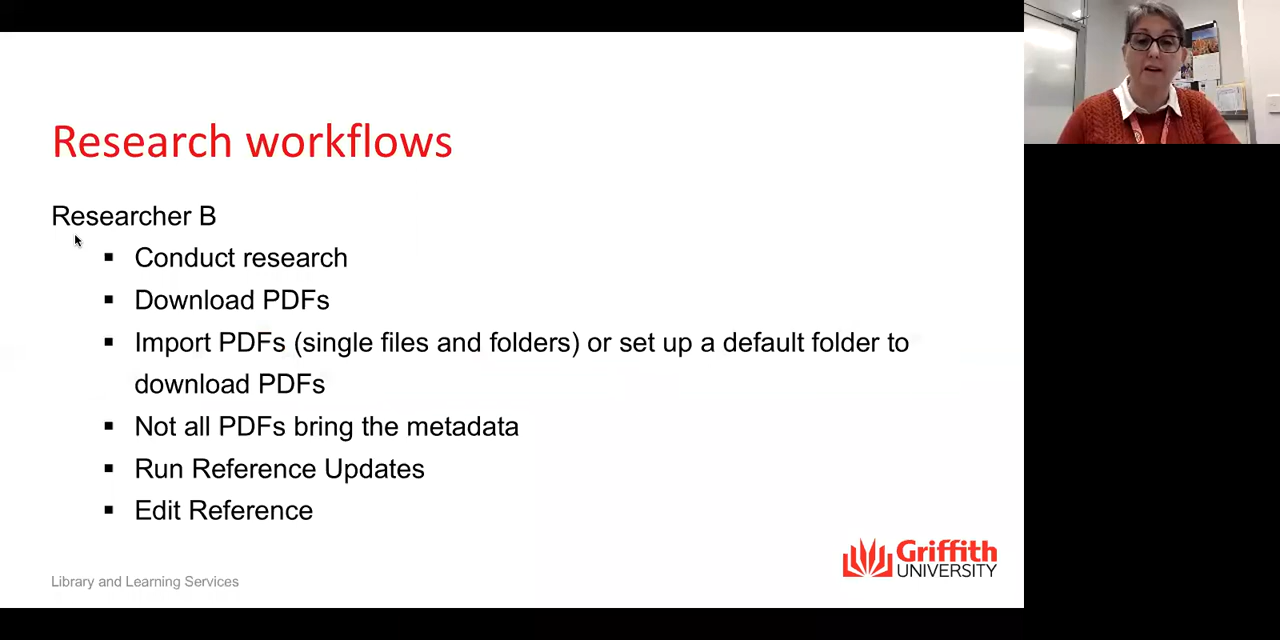 Research workflows
Researcher B
▪ Conduct research
▪ Download PDFs
▪ Import PDFs (single files and folders) or set up a default folder to
download PDFs
▪ Not all PDFs bring the metadata
▪ Run Reference Updates
▪ Edit Reference
Griffith
UNIVERSITY
Library and Learning Services